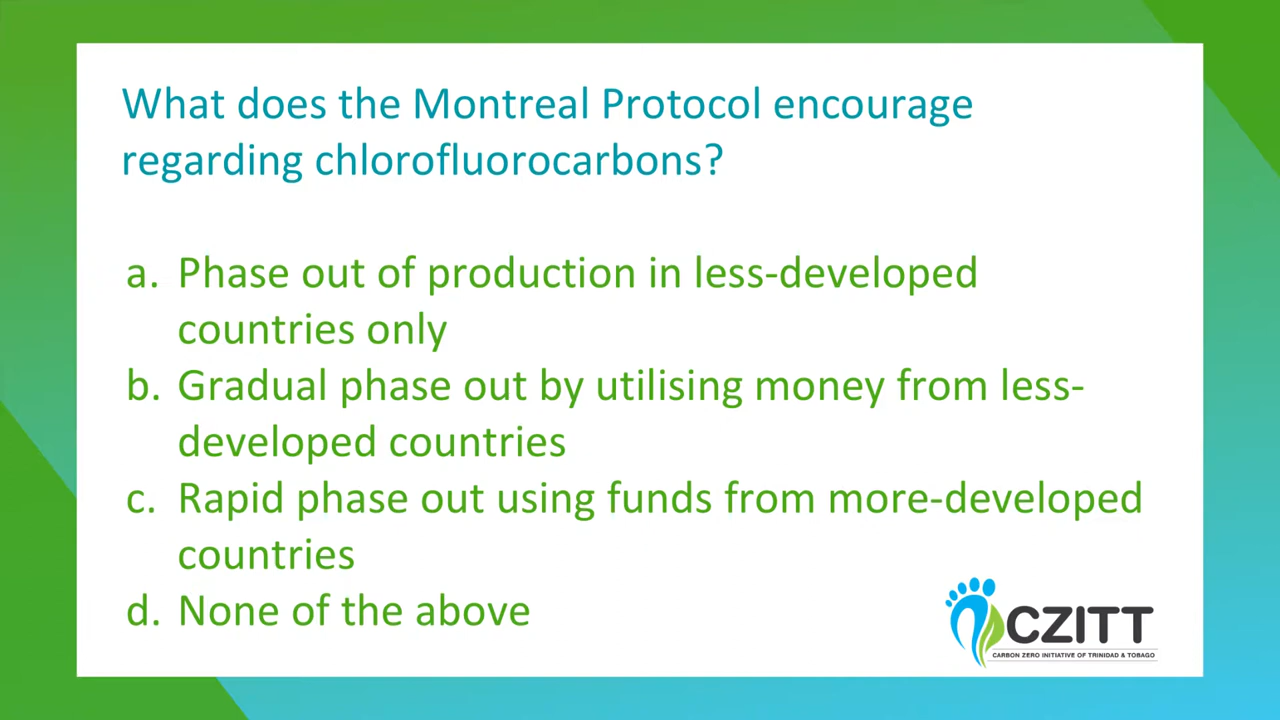 What does the Montreal Protocol encourage
regarding chlorofluorocarbons?
a. Phase out of production in less-developed
countries only
b. Gradual phase out by utilising money from less-
developed countries
c. Rapid phase out using funds from more-developed
countries
d. None of the above
CZITT
CARBON ZERO INITIATIVE OF TRINIDAD & TOBAGO